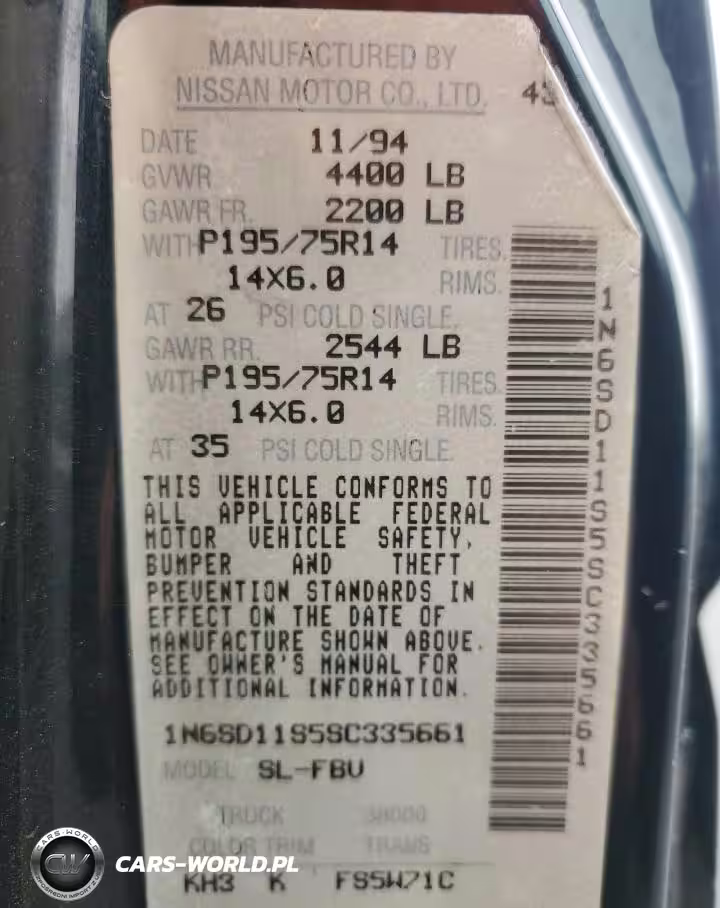 MANUFACTURED BY
NISSAN MOTOR CO., LTD. 43
DATE 11/94
GVWR 4400 LB
GAWR FR. 2200 LB
WITH P195/75R14 TIRES.
14X6.0 RIMS.
AT 26 PSI COLD SINGLE.
GAWR RR. 2544 LB
WITH P195/75R14 TIRES.
14X6.0 RIMS.
AT 35 PSI COLD SINGLE.
THIS VEHICLE CONFORMS TO
ALL APPLICABLE FEDERAL
MOTOR VEHICLE SAFETY,
BUMPER AND THEFT
PREVENTION STANDARDS IN
EFFECT ON THE DATE OF
MANUFACTURE SHOWN ABOVE.
SEE OWNER'S MANUAL FOR
ADDITIONAL INFORMATION.
1N6SD11S5SC335661
MODEL SL-FBU
TRUCK
COLOR TRIM TRANS
KH3 K FS5W71C
1N6SD11S5SC335661
CARS-WORLD
CW
CARS-WORLD.PL